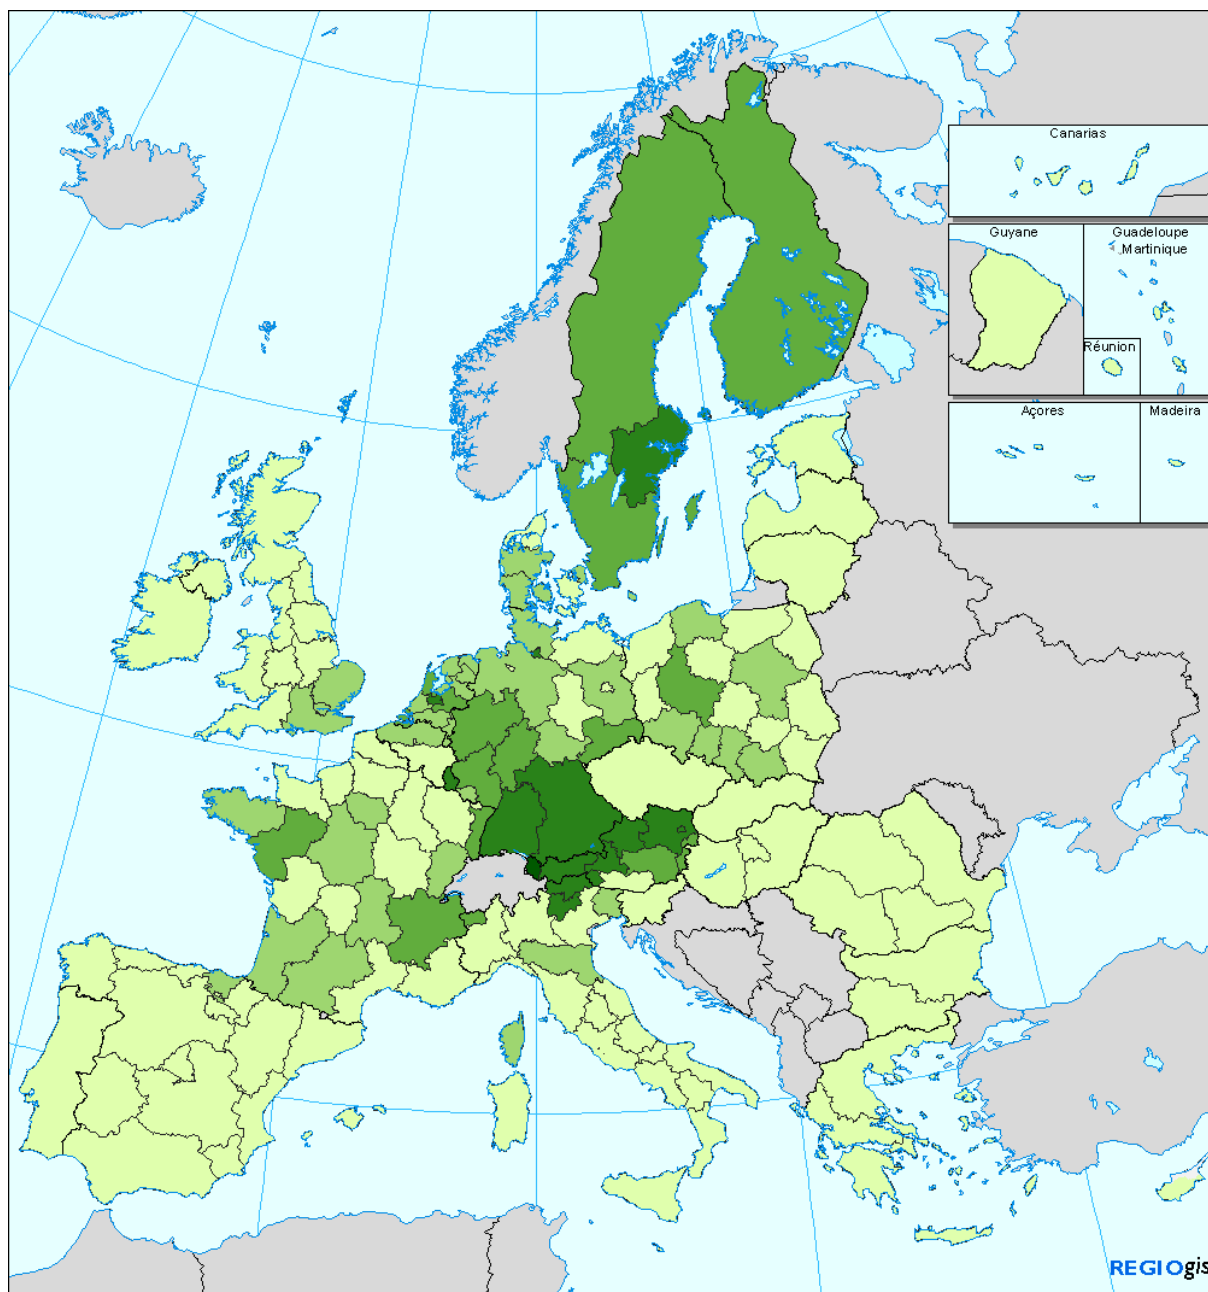 Canarias
Guyane
Guadeloupe
Martinique
Réunion
Açores
Madeira
REGIOgis